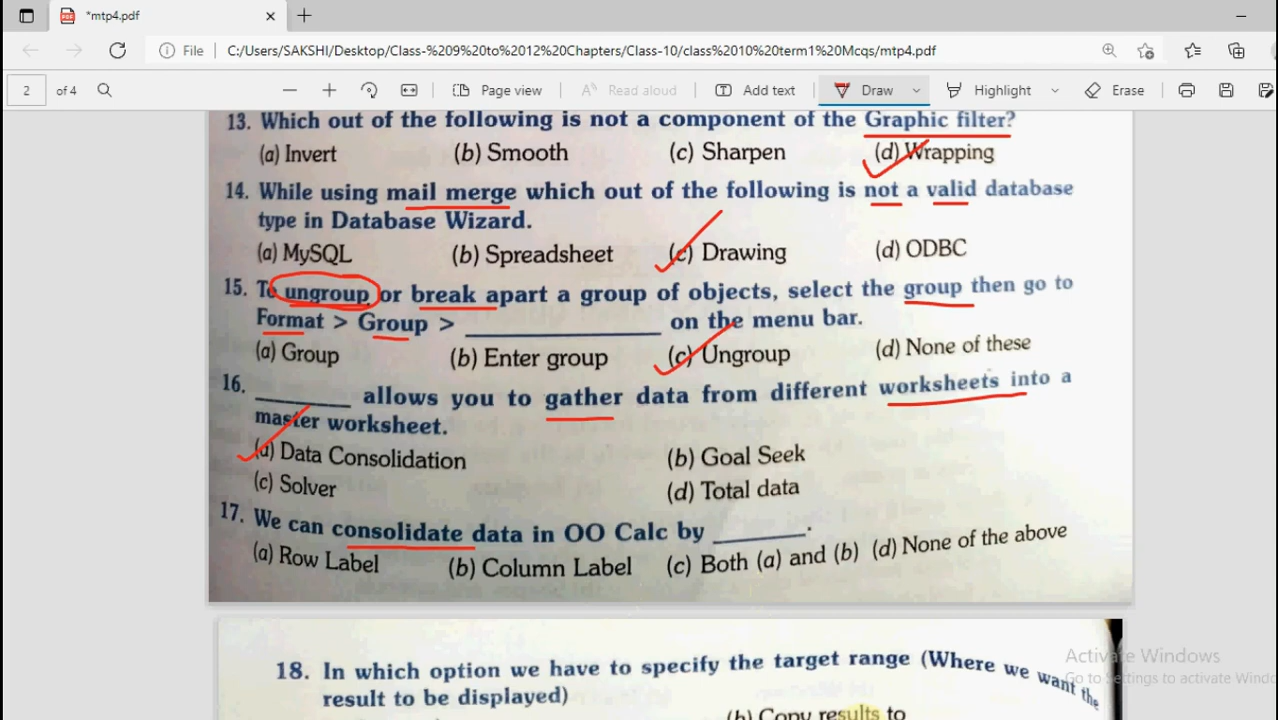 *mtp4.pdf
File C:/Users/SAKSHI/Desktop/Class-%209%20to%2012%20Chapters/Class-10/class%2010%20term1%20Mcqs/mtp4.pdf
2 of 4 Page view Read aloud Add text Draw Highlight Erase
13. Which out of the following is not a component of the Graphic filter?
(a) Invert (b) Smooth (c) Sharpen (d) Wrapping
14. While using mail merge which out of the following is not a valid database
type in Database Wizard.
(a) MySQL (b) Spreadsheet (c) Drawing (d) ODBC
15. To ungroup or break apart a group of objects, select the group then go to
Format > Group > ____________ on the menu bar.
(a) Group (b) Enter group (c) Ungroup (d) None of these
16. ________ allows you to gather data from different worksheets into a
master worksheet.
(a) Data Consolidation (b) Goal Seek
(c) Solver (d) Total data
17. We can consolidate data in OO Calc by ________.
(a) Row Label (b) Column Label (c) Both (a) and (b) (d) None of the above
18. In which option we have to specify the target range (Where we want the
result to be displayed)
(b) Copy results to
Activate Windows
Go to Settings to activate Windo